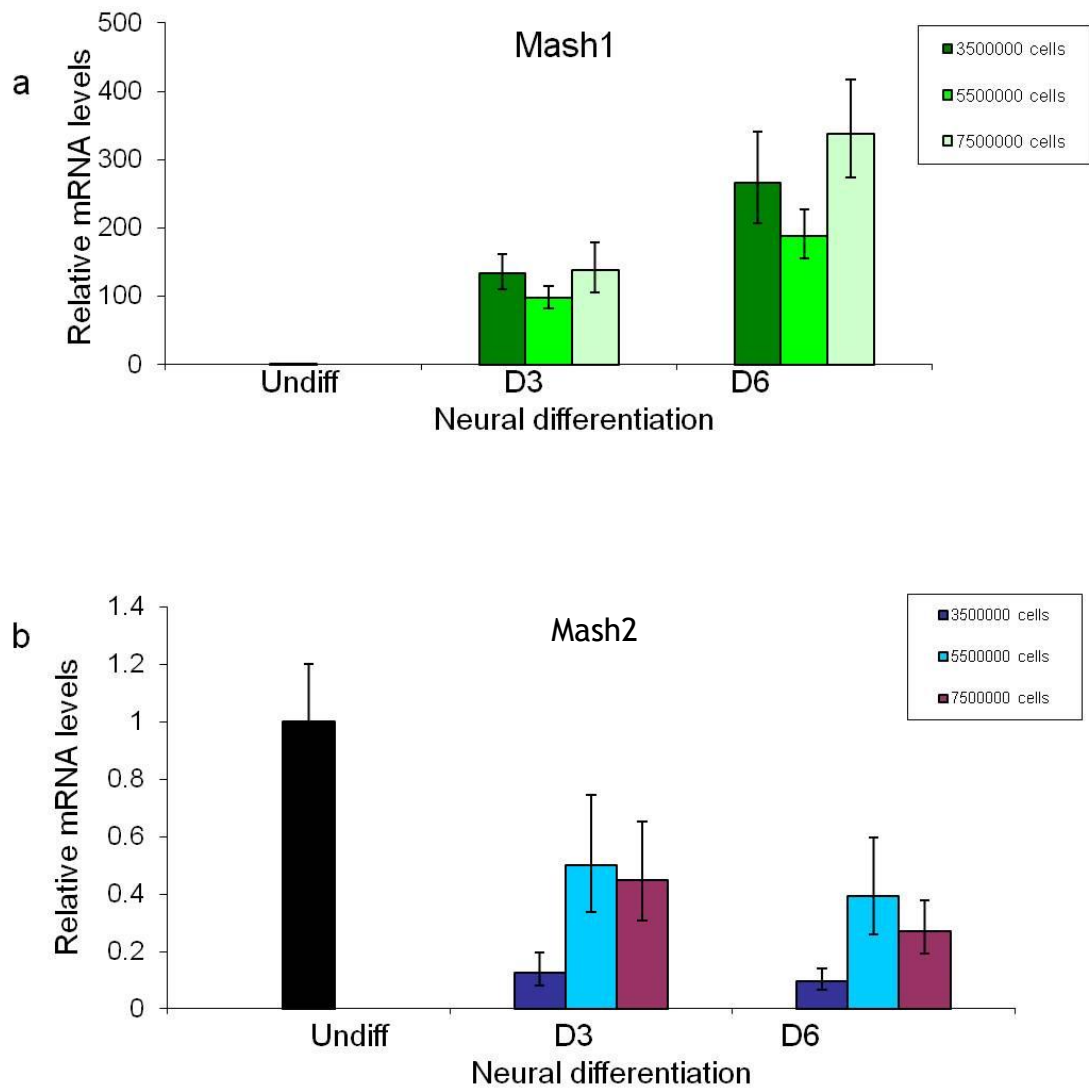 a
Mash1
500
400
300
200
100
0
Relative mRNA levels
Undiff D3 D6
Neural differentiation
3500000 cells
5500000 cells
7500000 cells
b
Mash2
1.4
1.2
1
0.8
0.6
0.4
0.2
0
Relative mRNA levels
Undiff D3 D6
Neural differentiation
3500000 cells
5500000 cells
7500000 cells